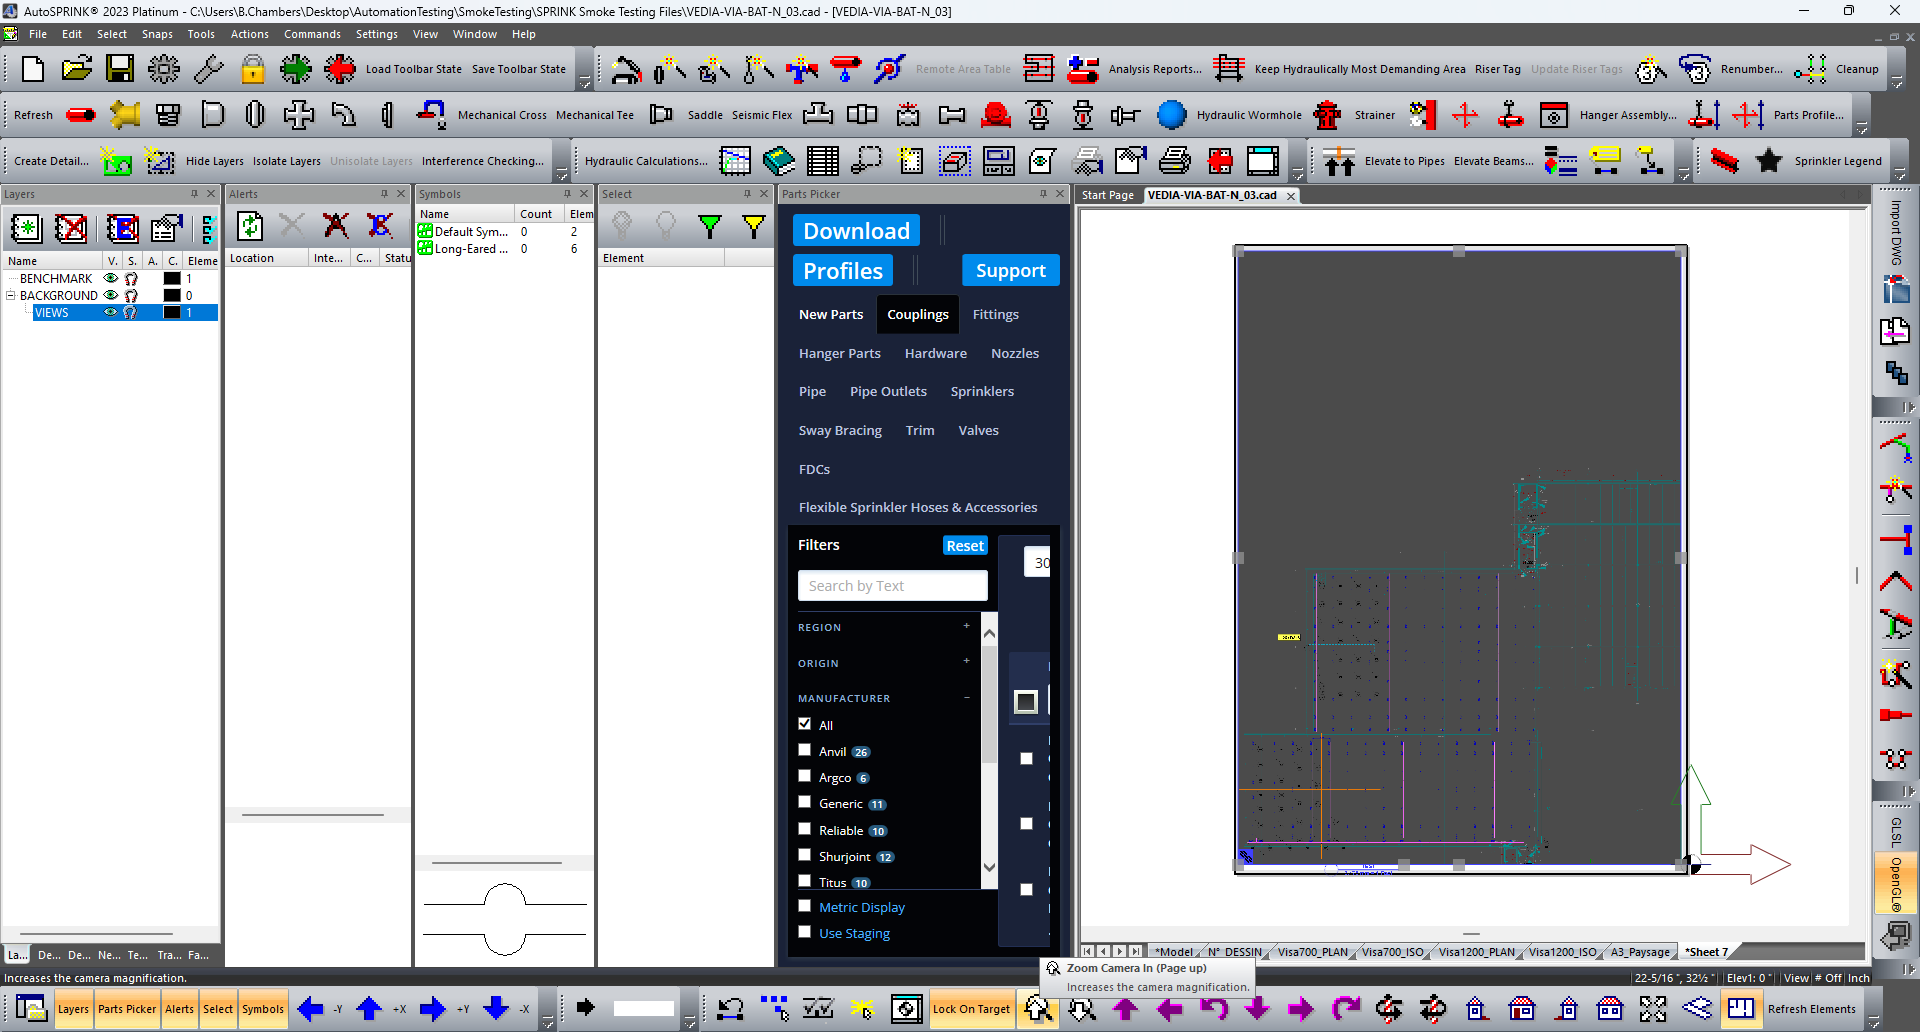 AutoSPRINK® 2023 Platinum - C:\Users\B.Chambers\Desktop\AutomationTesting\SmokeTesting\SPRINK Smoke Testing Files\VEDIA-VIA-BAT-N_03.cad - [VEDIA-VIA-BAT-N_03]
File Edit Select Snaps Tools Actions Commands Settings View Window Help
Load Toolbar State Save Toolbar State Remote Area Table Analysis Reports... Keep Hydraulically Most Demanding Area Riser Tag Update Riser Tags Renumber... Cleanup
Refresh Mechanical Cross Mechanical Tee Saddle Seismic Flex Hydraulic Wormhole Strainer Hanger Assembly... Parts Profile...
Create Detail... Hide Layers Isolate Layers Unisolate Layers Interference Checking... Hydraulic Calculations... Elevate to Pipes Elevate Beams... Sprinkler Legend
Layers
Name V. S. A. C. Eleme
BENCHMARK 1
BACKGROUND 0
VIEWS 1
La... De... De... Ne... Te... Tra... Fa...
Alerts
Location Inte... C... Statu
Symbols
Name Count Elem
Default Sym... 0 2
Long-Eared ... 0 6
Select
Element
Parts Picker
Download
Profiles
Support
New Parts Couplings Fittings
Hanger Parts Hardware Nozzles
Pipe Pipe Outlets Sprinklers
Sway Bracing Trim Valves
FDCs
Flexible Sprinkler Hoses & Accessories
Filters Reset
Search by Text
30
REGION +
ORIGIN +
MANUFACTURER -
All
Anvil 26
Argco 6
Generic 11
Reliable 10
Shurjoint 12
Titus 10
Metric Display
Use Staging
Start Page VEDIA-VIA-BAT-N_03.cad
*Model N° DESSIN Visa700_PLAN Visa700_ISO Visa1200_PLAN Visa1200_ISO A3_Paysage *Sheet 7
Import DWG
GLSL
OpenGL®
Zoom Camera In (Page up)
Increases the camera magnification.
Increases the camera magnification.
22-5/16 ", 32½ " Elev1: 0 " View # Off Inch
Layers Parts Picker Alerts Select Symbols -Y +X +Y -X Lock On Target Refresh Elements